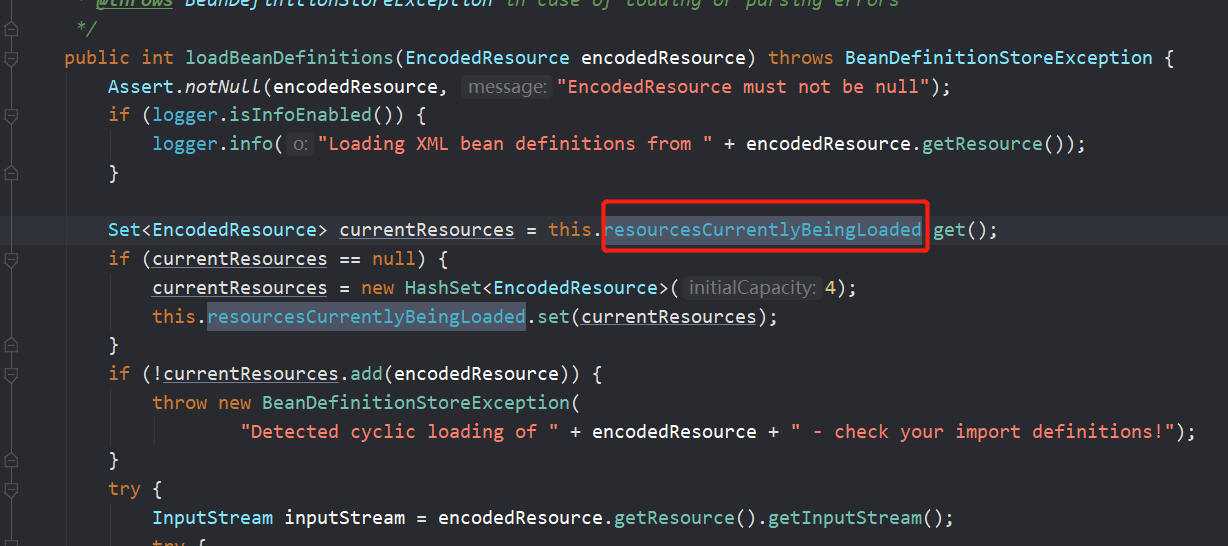 * @throws BeanDefinitionStoreException in case of loading or parsing errors
*/
public int loadBeanDefinitions(EncodedResource encodedResource) throws BeanDefinitionStoreException {
Assert.notNull(encodedResource, message: "EncodedResource must not be null");
if (logger.isInfoEnabled()) {
logger.info( o: "Loading XML bean definitions from " + encodedResource.getResource());
}
Set<EncodedResource> currentResources = this.resourcesCurrentlyBeingLoaded.get();
if (currentResources == null) {
currentResources = new HashSet<EncodedResource>( initialCapacity: 4);
this.resourcesCurrentlyBeingLoaded.set(currentResources);
}
if (!currentResources.add(encodedResource)) {
throw new BeanDefinitionStoreException(
"Detected cyclic loading of " + encodedResource + " - check your import definitions!");
}
try {
InputStream inputStream = encodedResource.getResource().getInputStream();
try {